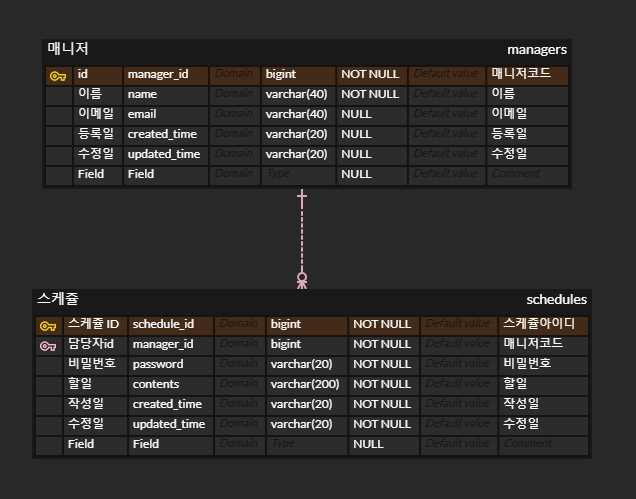 매니저 managers
id manager_id Domain bigint NOT NULL Default value 매니저코드
이름 name Domain varchar(40) NOT NULL Default value 이름
이메일 email Domain varchar(40) NULL Default value 이메일
등록일 created_time Domain varchar(20) NULL Default value 등록일
수정일 updated_time Domain varchar(20) NULL Default value 수정일
Field Field Domain Type NULL Default value Comment
스케쥴 schedules
스케쥴 ID schedule_id Domain bigint NOT NULL Default value 스케쥴아이디
담당자id manager_id Domain bigint NOT NULL Default value 매니저코드
비밀번호 password Domain varchar(20) NOT NULL Default value 비밀번호
할일 contents Domain varchar(200) NOT NULL Default value 할일
작성일 created_time Domain varchar(20) NOT NULL Default value 작성일
수정일 updated_time Domain varchar(20) NOT NULL Default value 수정일
Field Field Domain Type NULL Default value Comment